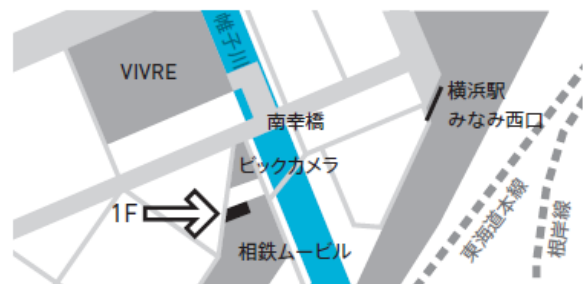 帷子川
VIVRE
横浜駅
みなみ西口
南幸橋
ビックカメラ
1F
相鉄ムービル
東海道本線
根岸線